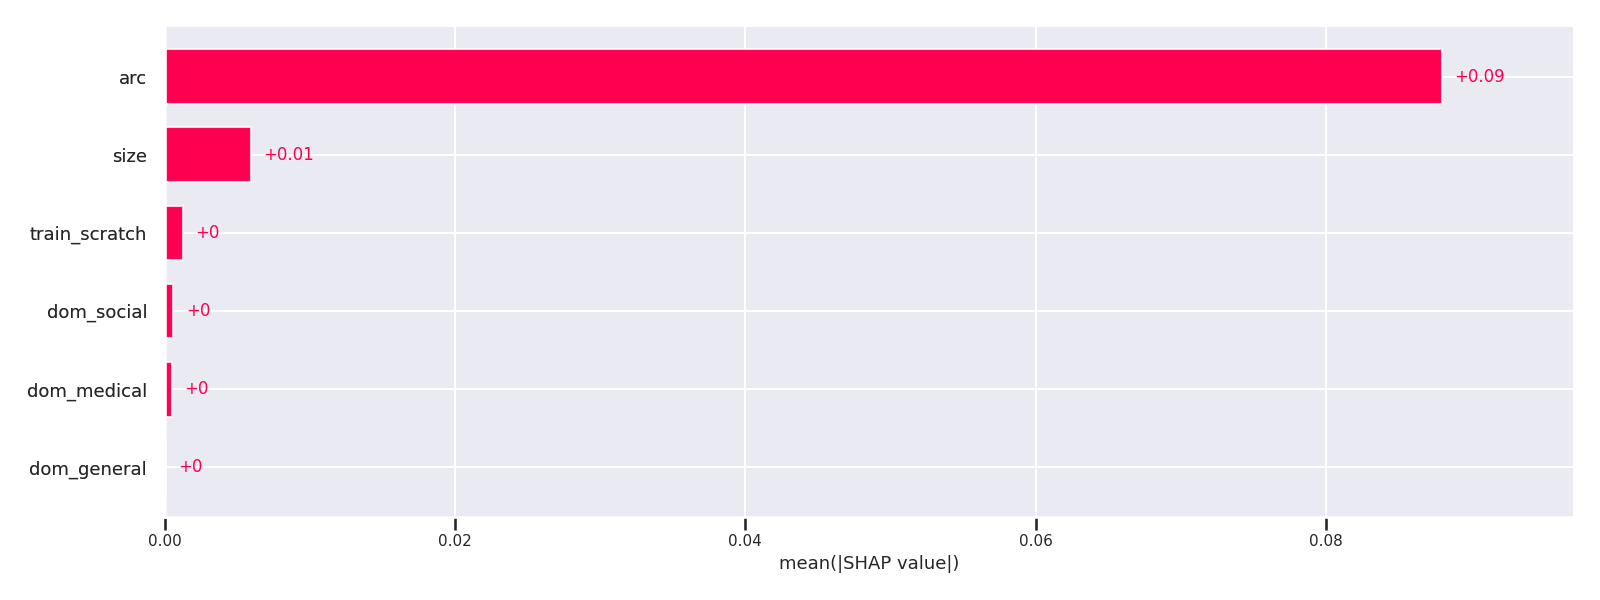 arc +0.09
size +0.01
train_scratch +0
dom_social +0
dom_medical +0
dom_general +0
0.00 0.02 0.04 0.06 0.08
mean(|SHAP value|)